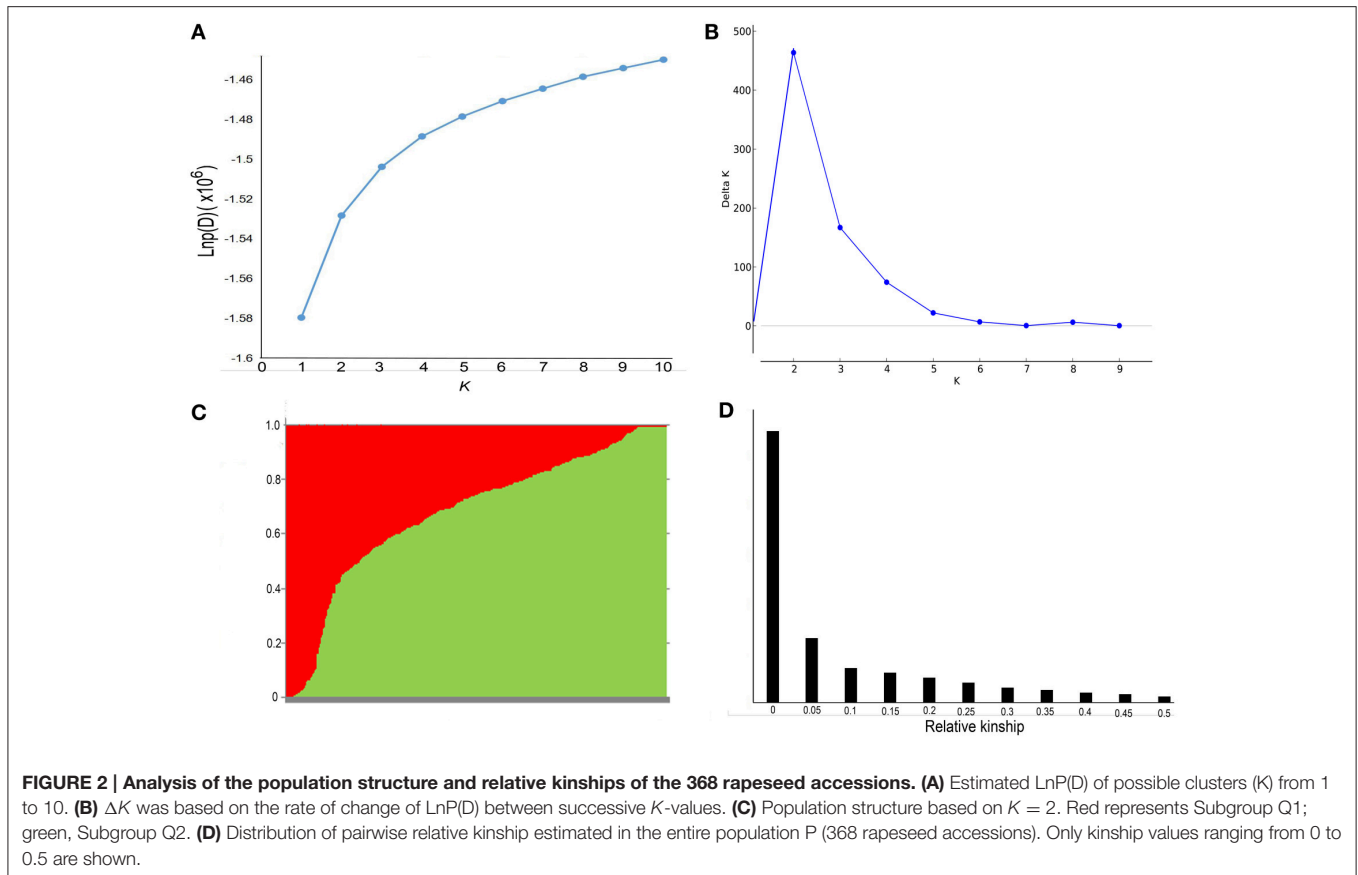 A
-1.46
-1.48
-1.5
-1.52
-1.54
-1.56
-1.58
-1.6
Lnp(D)( x10⁶)
0 1 2 3 4 5 6 7 8 9 10
K
B
500
400
300
200
100
0
Delta K
2 3 4 5 6 7 8 9
K
C
1.0
0.8
0.6
0.4
0.2
0
D
0 0.05 0.1 0.15 0.2 0.25 0.3 0.35 0.4 0.45 0.5
Relative kinship
FIGURE 2 | Analysis of the population structure and relative kinships of the 368 rapeseed accessions. (A) Estimated LnP(D) of possible clusters (K) from 1
to 10. (B) ΔK was based on the rate of change of LnP(D) between successive K-values. (C) Population structure based on K = 2. Red represents Subgroup Q1;
green, Subgroup Q2. (D) Distribution of pairwise relative kinship estimated in the entire population P (368 rapeseed accessions). Only kinship values ranging from 0 to
0.5 are shown.